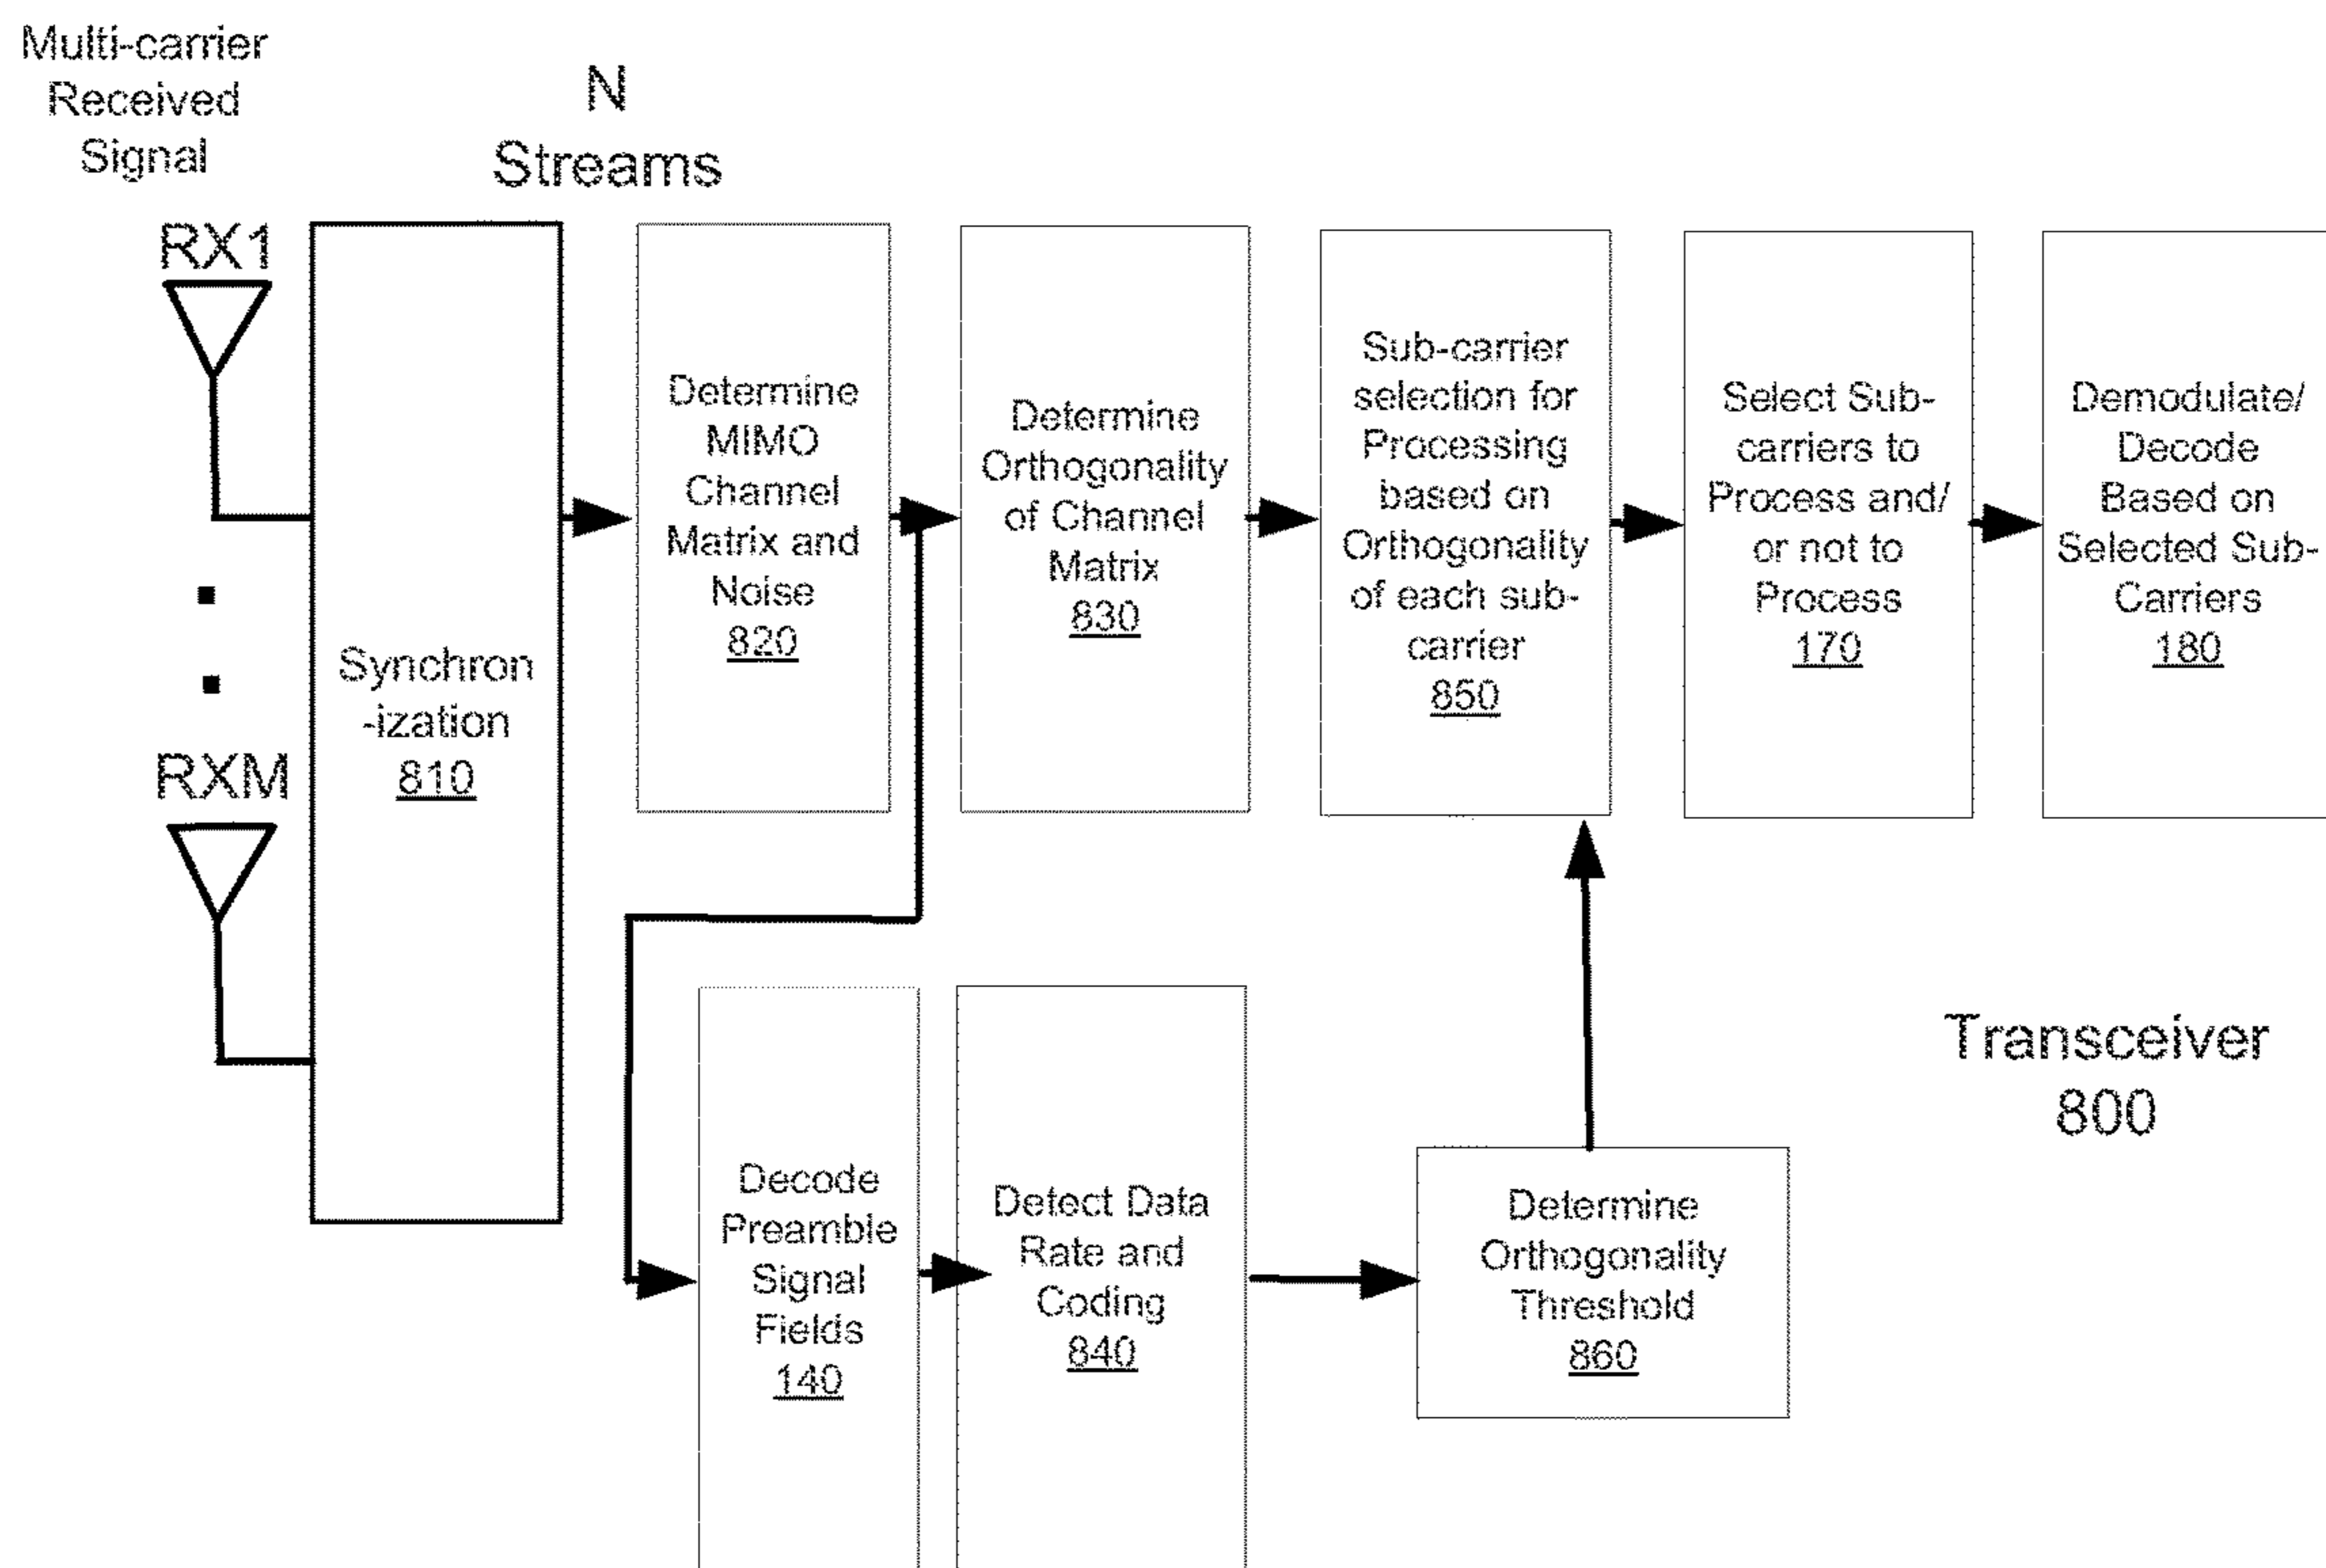 Multi-carrier
Received
Signal
N
Streams
RX1
RXM
Synchron
-ization
810
Determine
MIMO
Channel
Matrix and
Noise
820
Determine
Orthogonality
of Channel
Matrix
830
Sub-carrier
selection for
Processing
based on
Orthogonality
of each sub-
carrier
850
Select Sub-
carriers to
Process and/
or not to
Process
170
Demodulate/
Decode
Based on
Selected Sub-
Carriers
180
Decode
Preamble
Signal
Fields
140
Detect Data
Rate and
Coding
840
Determine
Orthogonality
Threshold
860
Transceiver
800